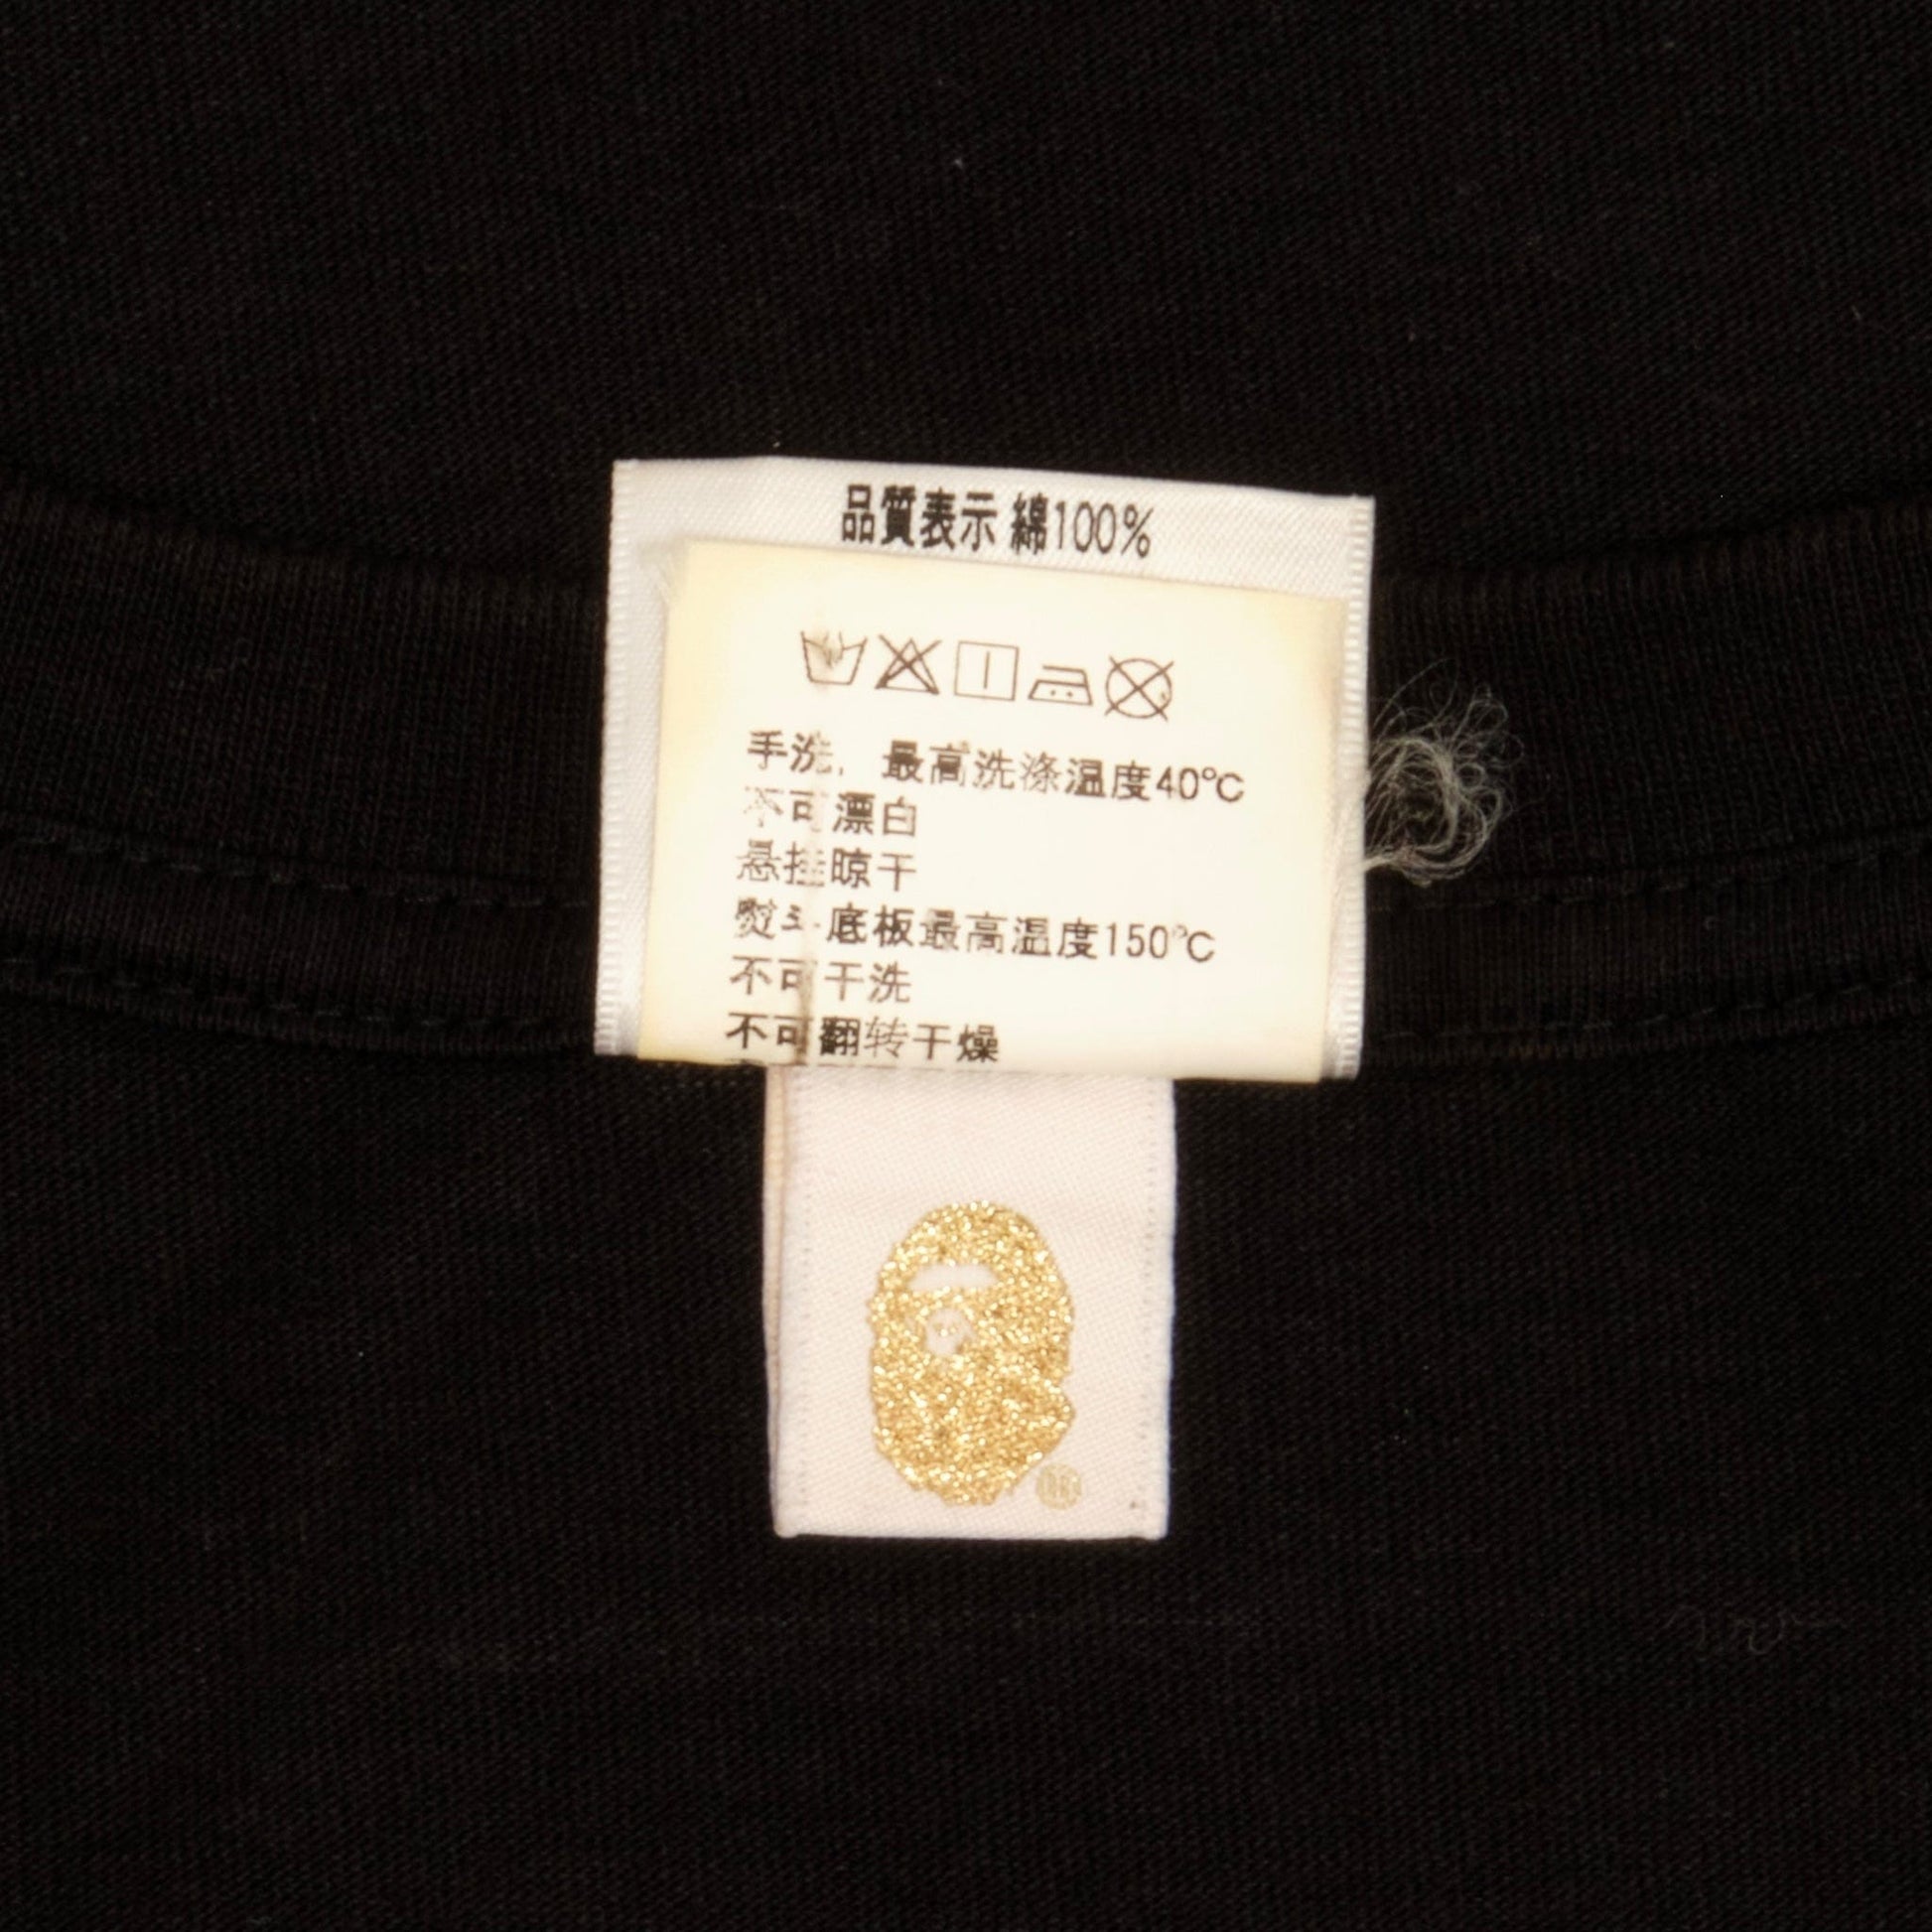 品質表示 綿100%
手洗，最高洗涤温度40℃
不可漂白
悬挂晾干
熨斗底板最高温度150℃
不可干洗
不可翻转干燥